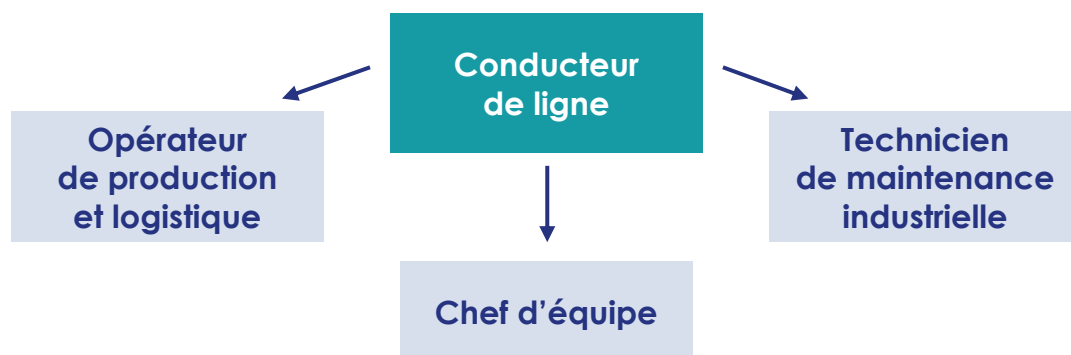 Conducteur
de ligne
Opérateur
de production
et logistique
Technicien
de maintenance
industrielle
Chef d’équipe